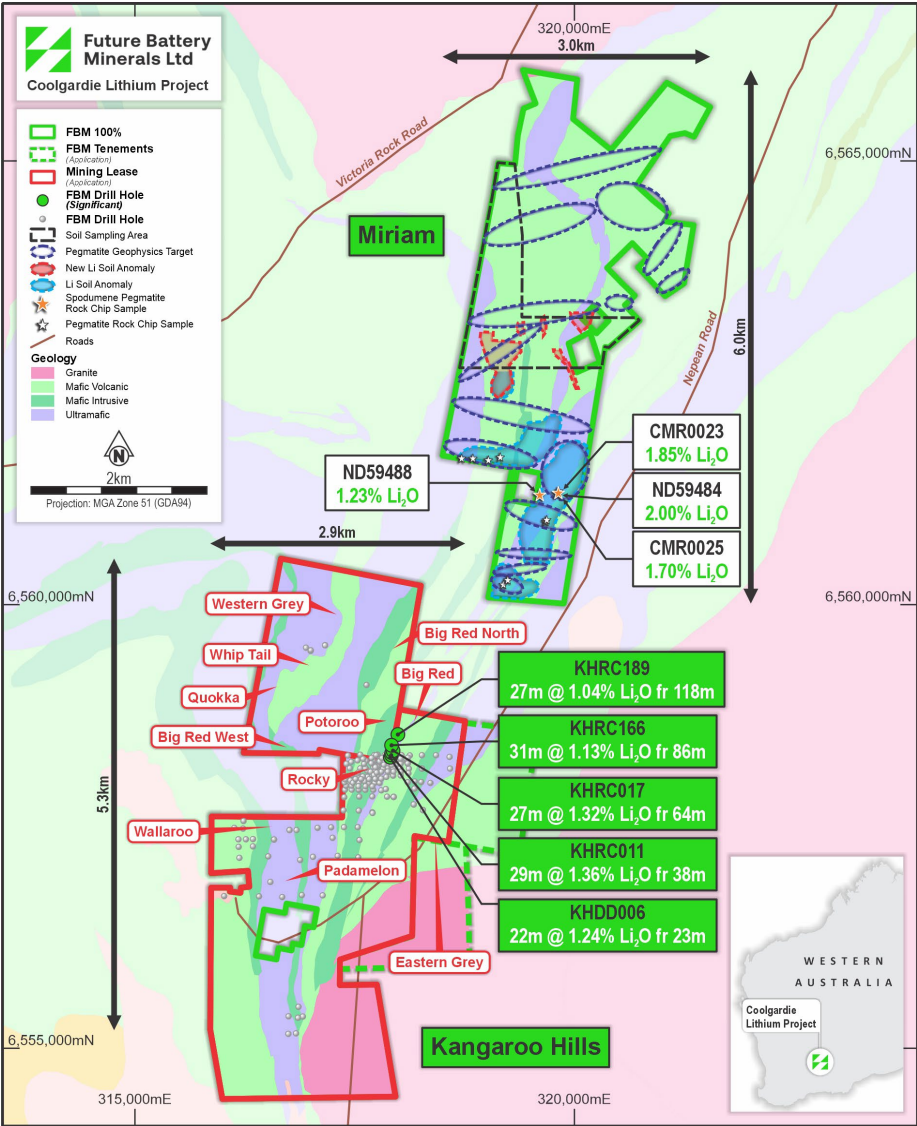 Future Battery
Minerals Ltd
Coolgardie Lithium Project
FBM 100%
FBM Tenements
(Application)
Mining Lease
(Application)
FBM Drill Hole
(Significant)
FBM Drill Hole
Soil Sampling Area
Pegmatite Geophysics Target
New Li Soil Anomaly
Li Soil Anomaly
Spodumene Pegmatite
Rock Chip Sample
Pegmatite Rock Chip Sample
Roads
Geology
Granite
Mafic Volcanic
Mafic Intrusive
Ultramafic
N
2km
Projection: MGA Zone 51 (GDA94)
320,000mE
3.0km
Victoria Rock Road
6,565,000mN
Miriam
6.0km
Nepean Road
CMR0023
1.85% Li₂O
ND59488
1.23% Li₂O
ND59484
2.00% Li₂O
CMR0025
1.70% Li₂O
2.9km
6,560,000mN
6,560,000mN
Western Grey
Big Red North
Whip Tail
Big Red
Quokka
Potoroo
Big Red West
Rocky
5.3km
Wallaroo
Padamelon
Eastern Grey
KHRC189
27m @ 1.04% Li₂O fr 118m
KHRC166
31m @ 1.13% Li₂O fr 86m
KHRC017
27m @ 1.32% Li₂O fr 64m
KHRC011
29m @ 1.36% Li₂O fr 38m
KHDD006
22m @ 1.24% Li₂O fr 23m
6,555,000mN
Kangaroo Hills
315,000mE
320,000mE
WESTERN
AUSTRALIA
Coolgardie
Lithium Project